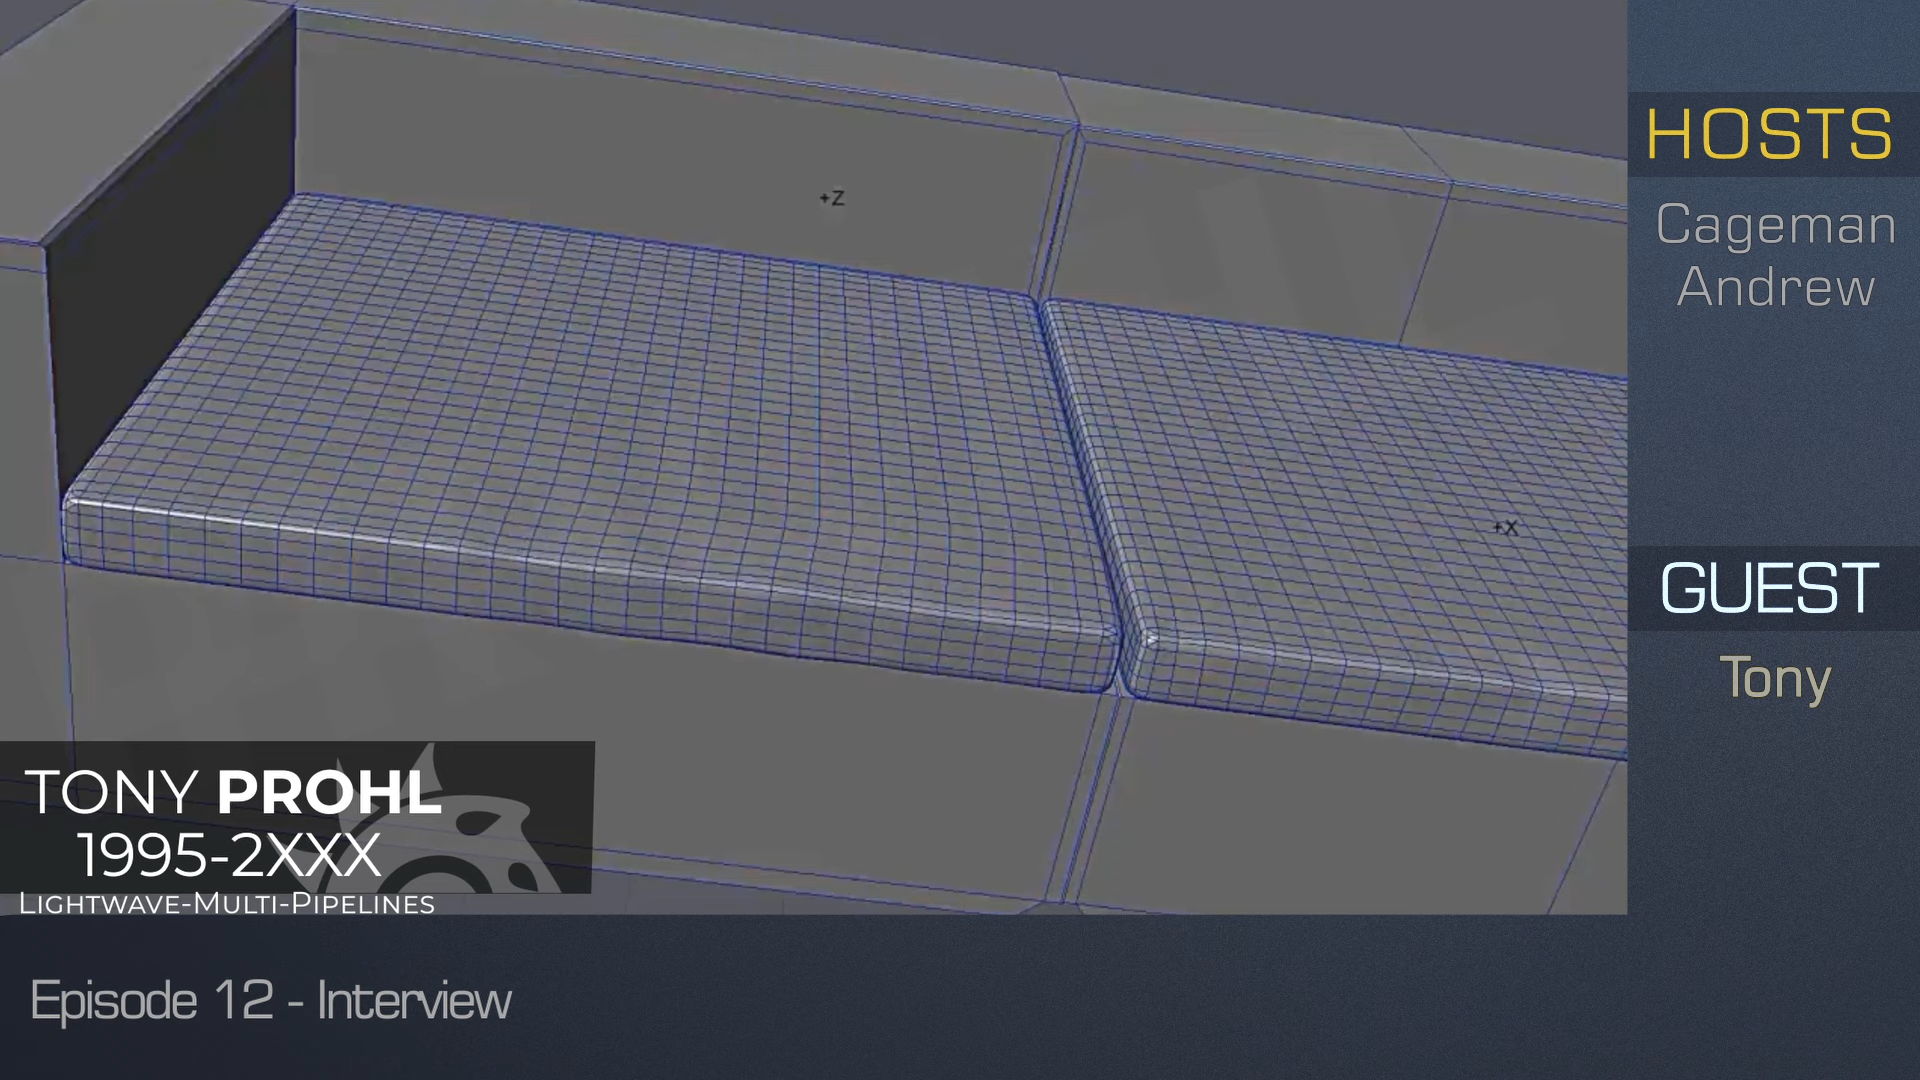 HOSTS
Cageman
Andrew
+Z
+X
GUEST
Tony
TONY PROHL
1995-2XXX
LIGHTWAVE-MULTI-PIPELINES
Episode 12 - Interview